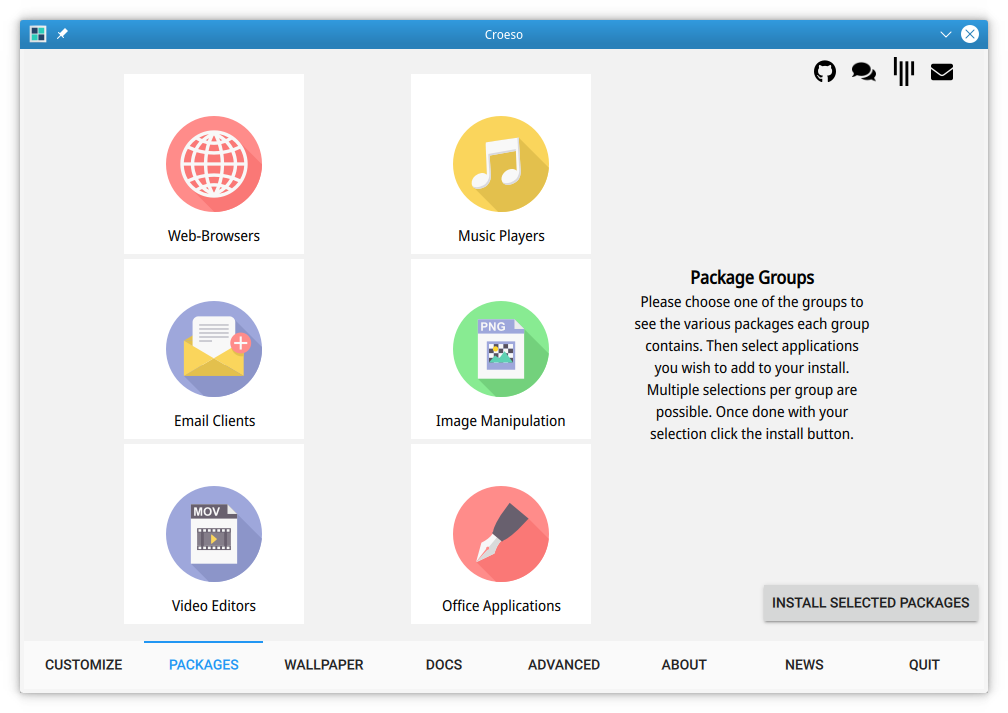 Croeso
Web-Browsers
Music Players
Email Clients
PNG
Image Manipulation
MOV
Video Editors
Office Applications
Package Groups
Please choose one of the groups to
see the various packages each group
contains. Then select applications
you wish to add to your install.
Multiple selections per group are
possible. Once done with your
selection click the install button.
INSTALL SELECTED PACKAGES
CUSTOMIZE
PACKAGES
WALLPAPER
DOCS
ADVANCED
ABOUT
NEWS
QUIT